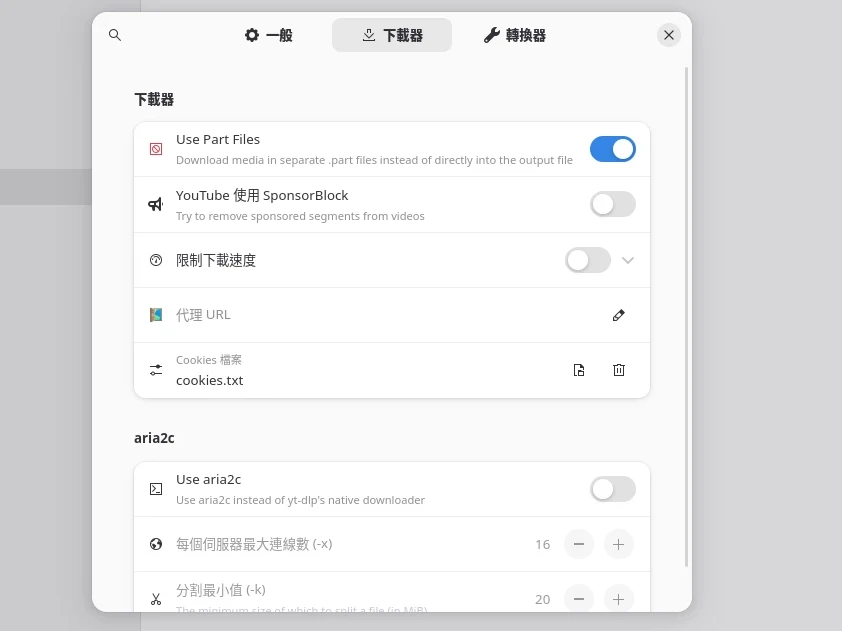 一般
下載器
轉換器
下載器
Use Part Files
Download media in separate .part files instead of directly into the output file
YouTube 使用 SponsorBlock
Try to remove sponsored segments from videos
限制下載速度
代理 URL
Cookies 檔案
cookies.txt
aria2c
Use aria2c
Use aria2c instead of yt-dlp's native downloader
每個伺服器最大連線數 (-x)
16
分割最小值 (-k)
The minimum size of which to split a file (in MiB)
20